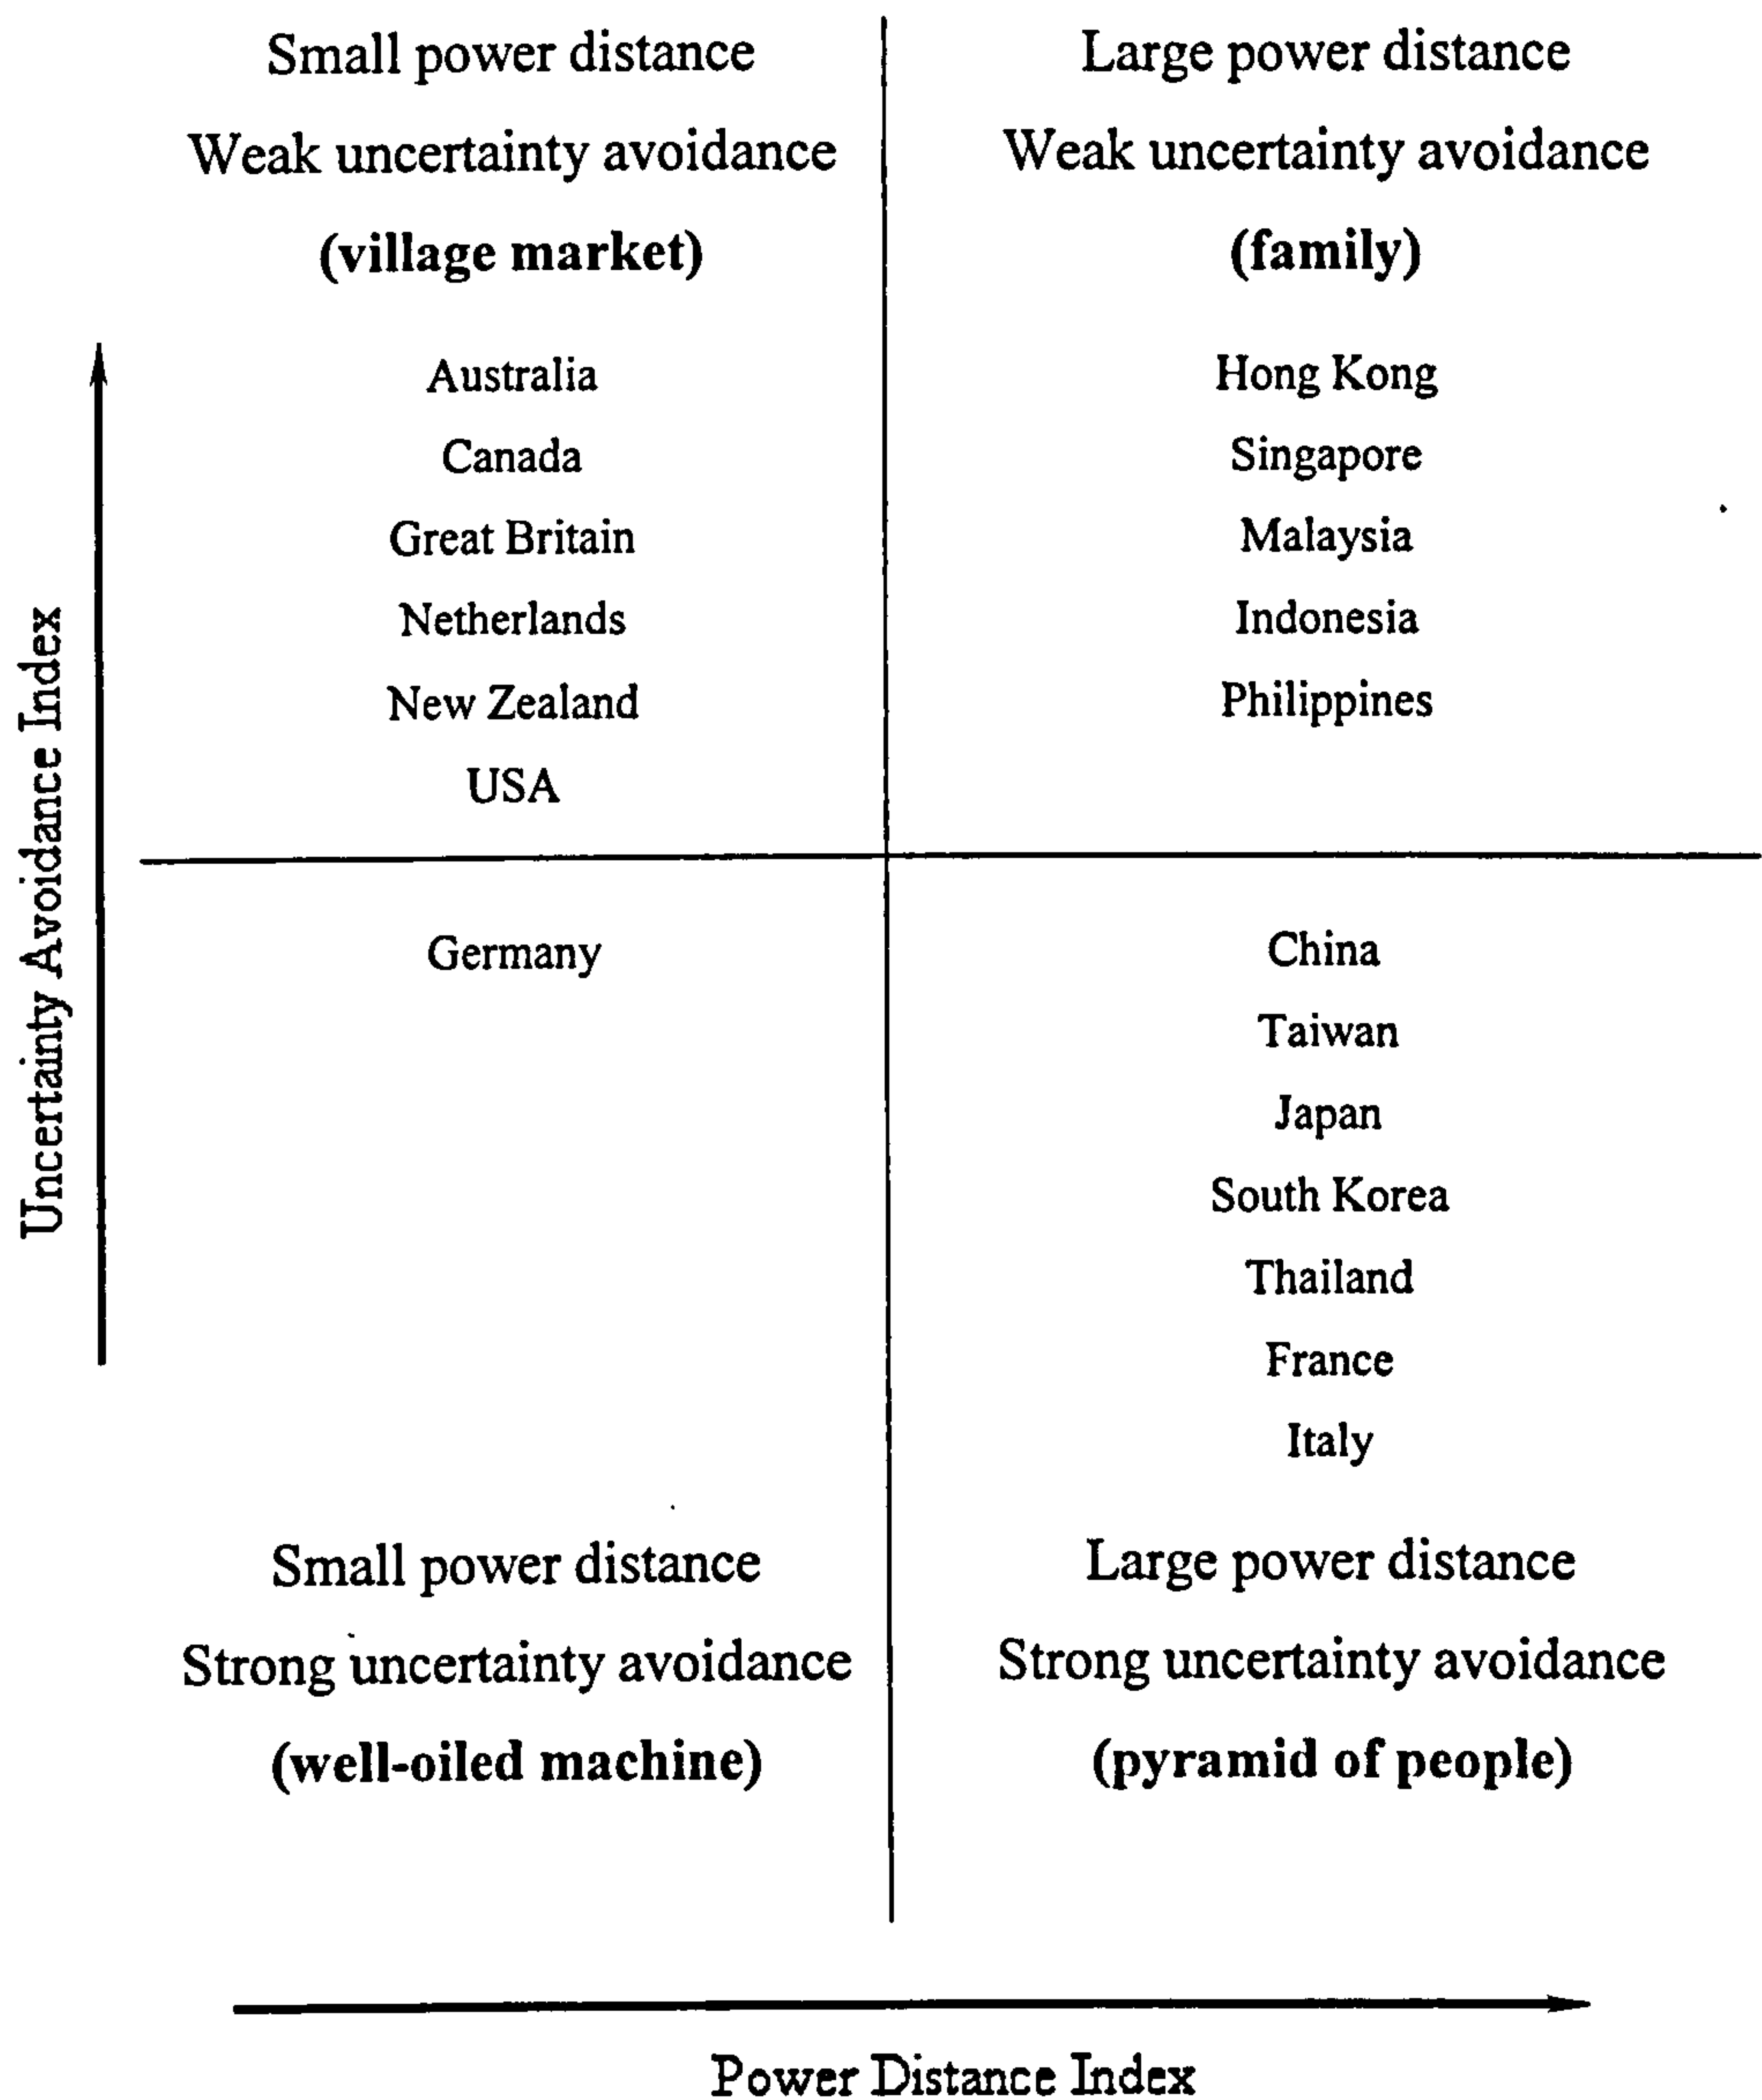 Small power distance
Weak uncertainty avoidance
(village market)
Australia
Canada
Great Britain
Netherlands
New Zealand
USA
Large power distance
Weak uncertainty avoidance
(family)
Hong Kong
Singapore
Malaysia
Indonesia
Philippines
Uncertainty Avoidance Index
Germany
Small power distance
Strong uncertainty avoidance
(well-oiled machine)
China
Taiwan
Japan
South Korea
Thailand
France
Italy
Large power distance
Strong uncertainty avoidance
(pyramid of people)
Power Distance Index